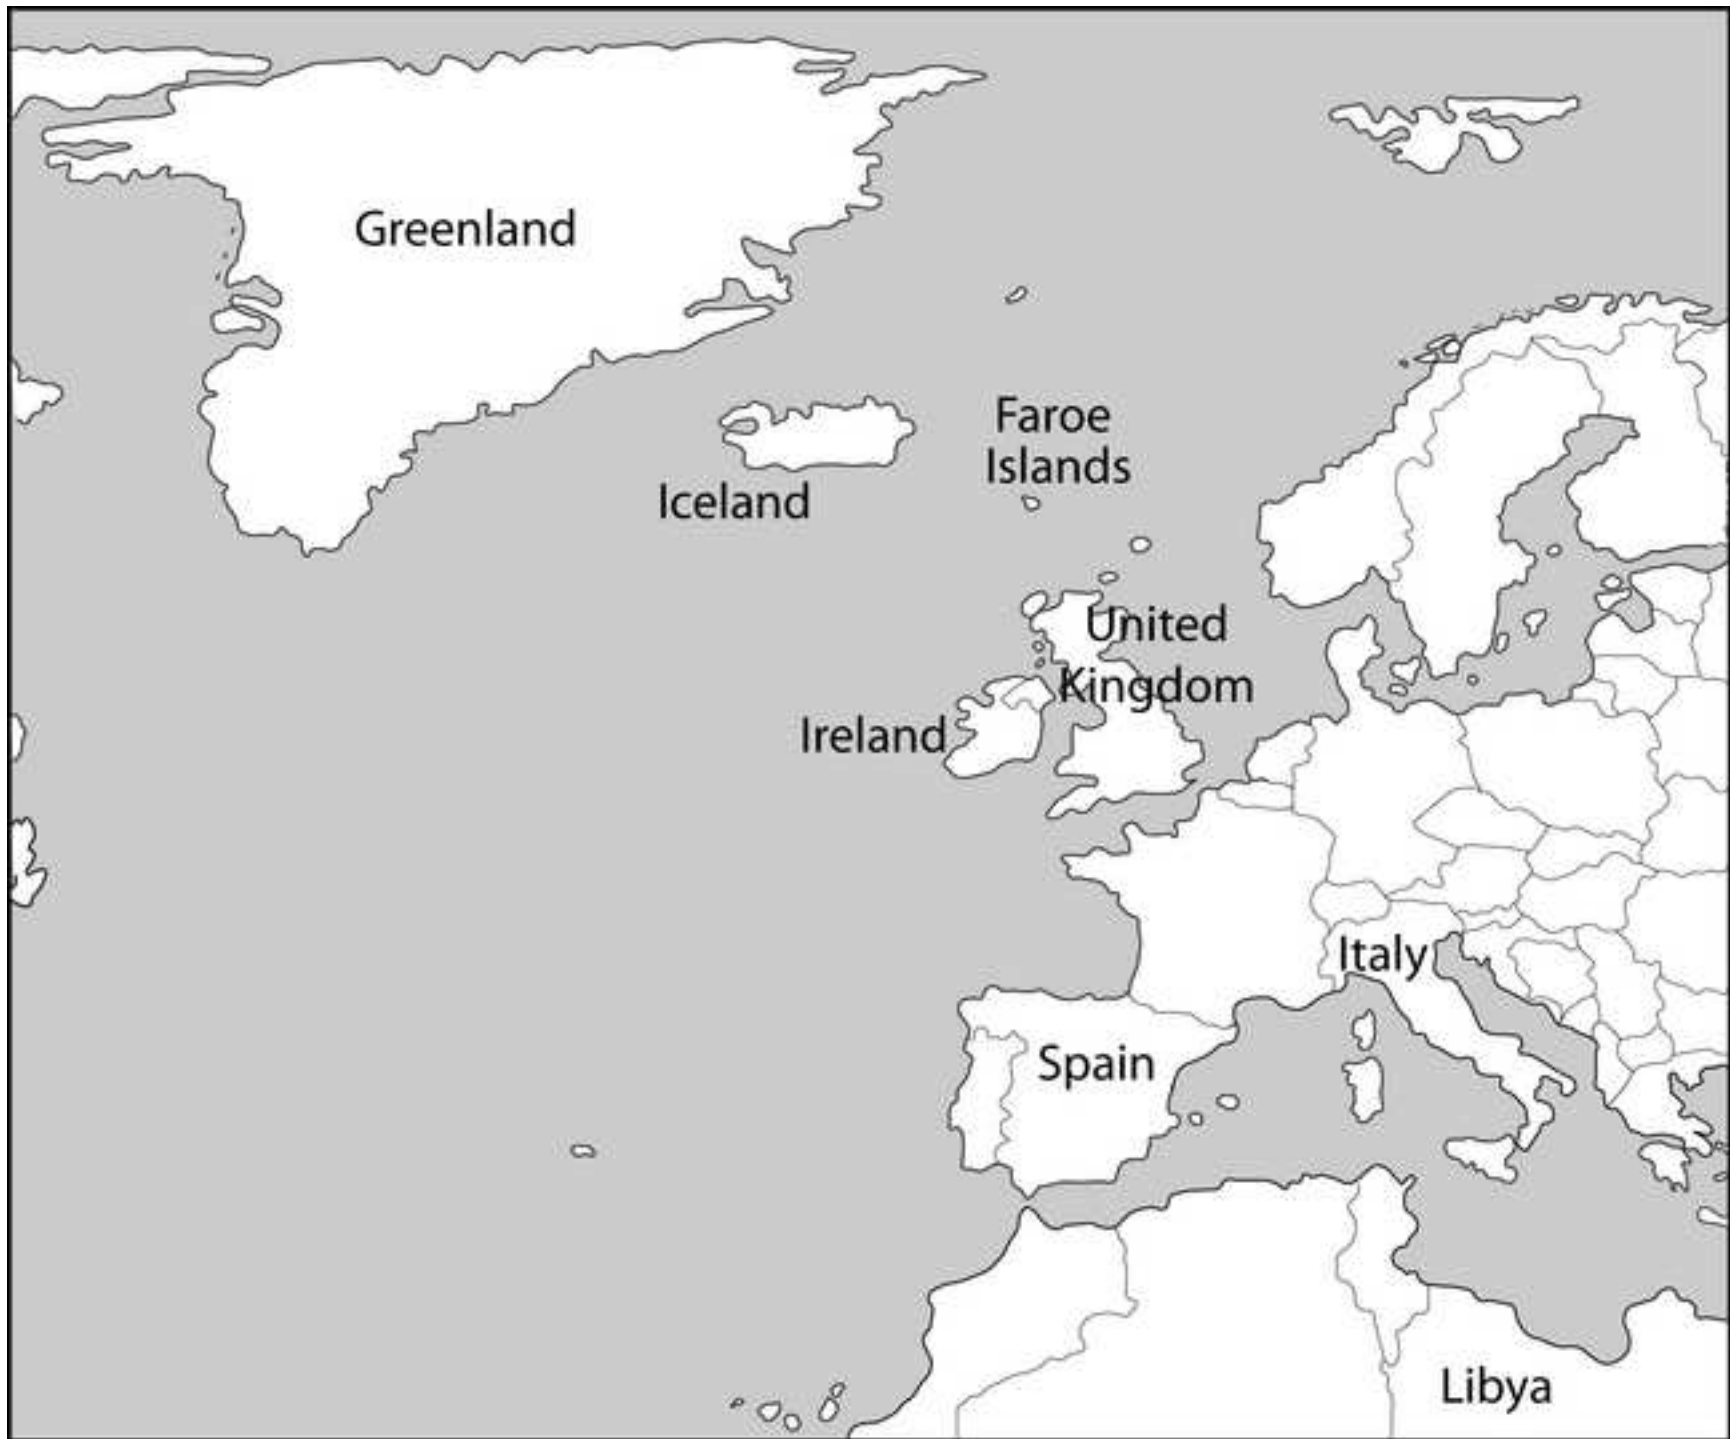 Greenland
Faroe
Islands
Iceland
United
Kingdom
Ireland
Italy
Spain
Libya